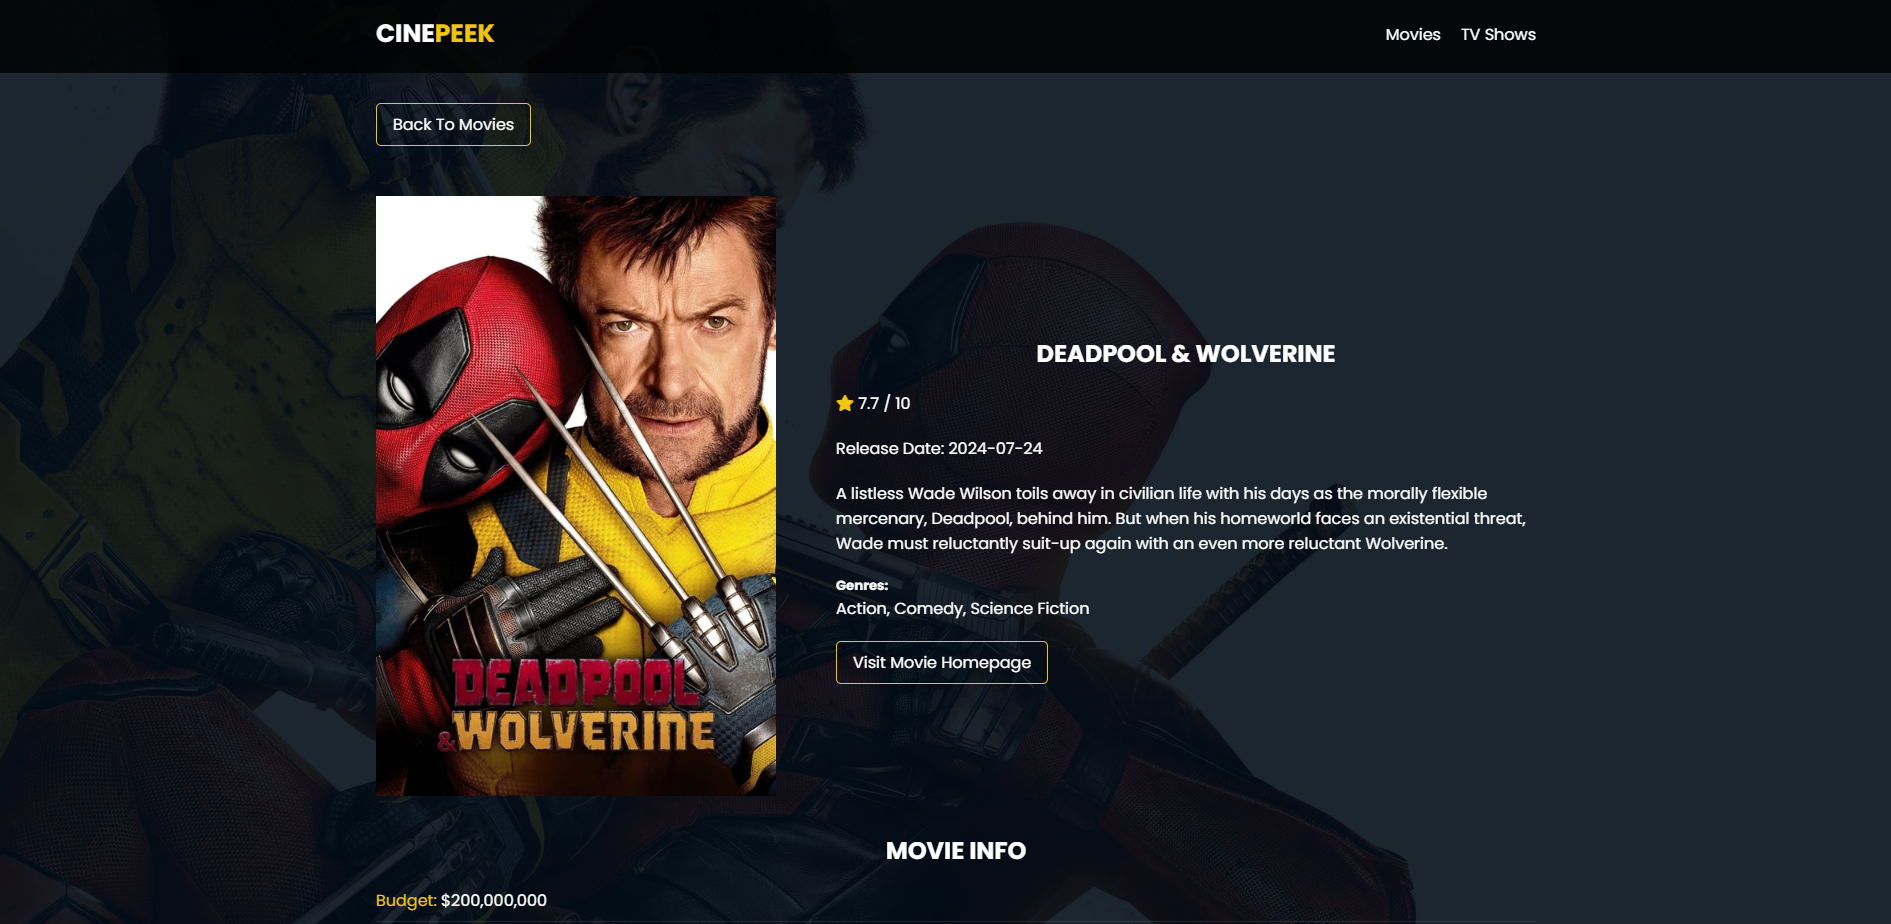 CINEPEEK
Movies
TV Shows
Back To Movies
DEADPOOL
& WOLVERINE
DEADPOOL & WOLVERINE
7.7 / 10
Release Date: 2024-07-24
A listless Wade Wilson toils away in civilian life with his days as the morally flexible
mercenary, Deadpool, behind him. But when his homeworld faces an existential threat,
Wade must reluctantly suit-up again with an even more reluctant Wolverine.
Genres:
Action, Comedy, Science Fiction
Visit Movie Homepage
MOVIE INFO
Budget: $200,000,000